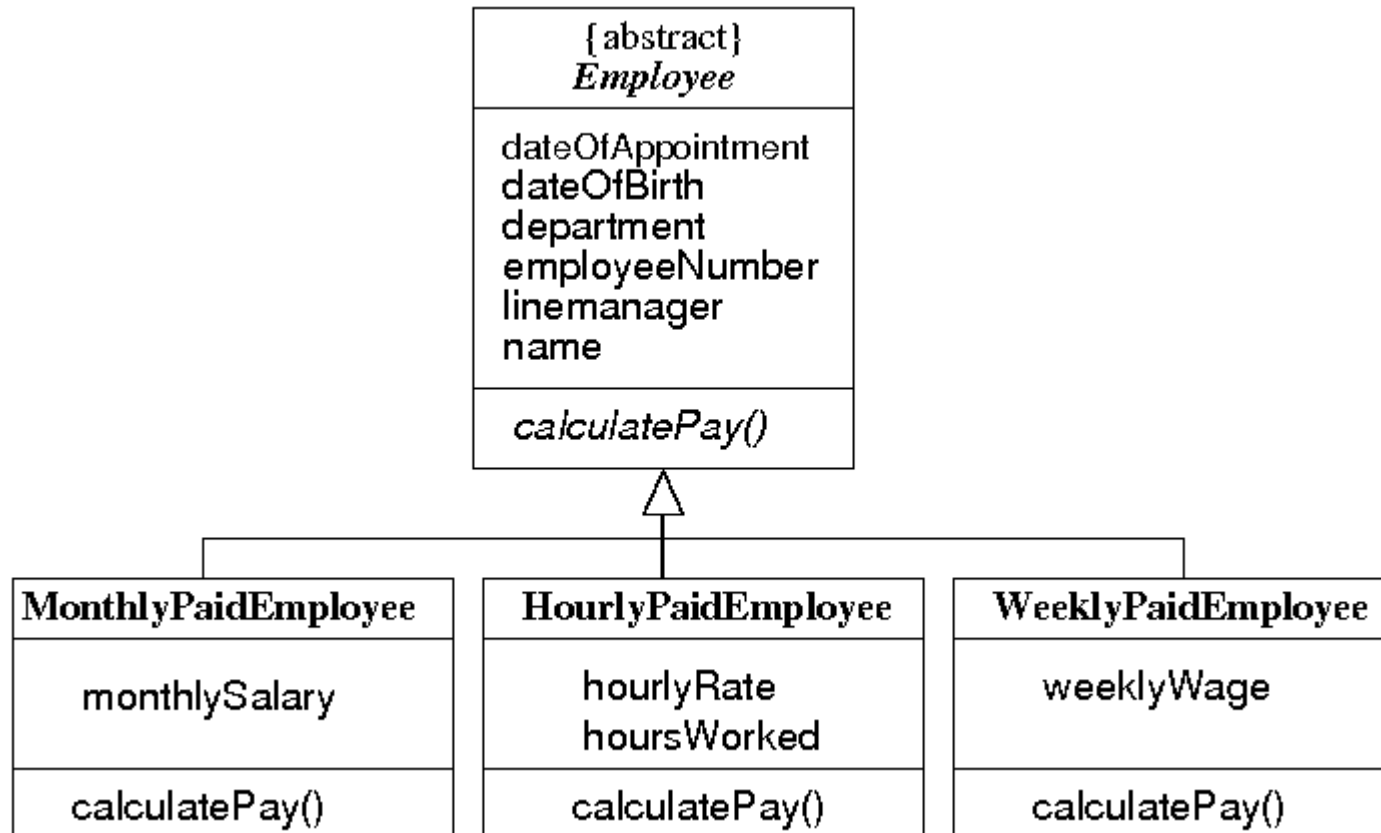 {abstract}
Employee
dateOfAppointment
dateOfBirth
department
employeeNumber
linemanager
name
calculatePay()
MonthlyPaidEmployee
monthlySalary
calculatePay()
HourlyPaidEmployee
hourlyRate
hoursWorked
calculatePay()
WeeklyPaidEmployee
weeklyWage
calculatePay()